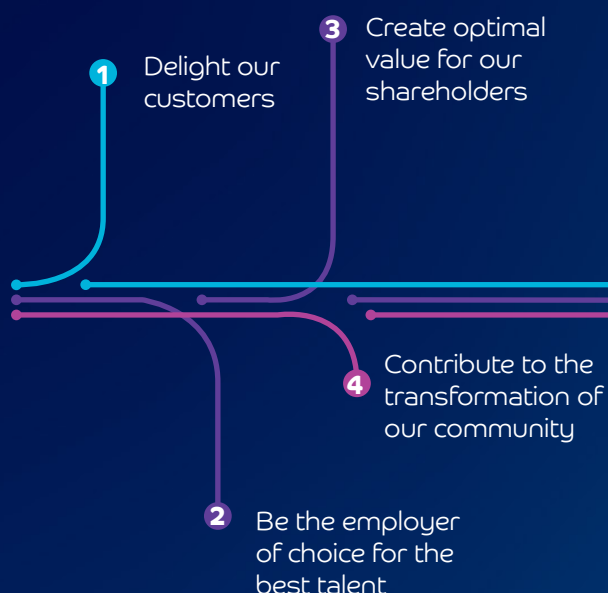 1
Delight our
customers
2
Be the employer
of choice for the
best talent
3
Create optimal
value for our
shareholders
4
Contribute to the
transformation of
our community